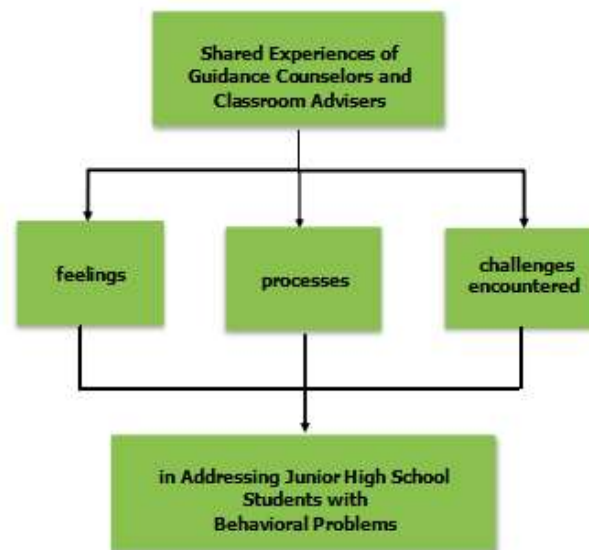 Shared Experiences of
Guidance Counselors and
Classroom Advisers
feelings
processes
challenges
encountered
in Addressing Junior High School
Students with
Behavioral Problems